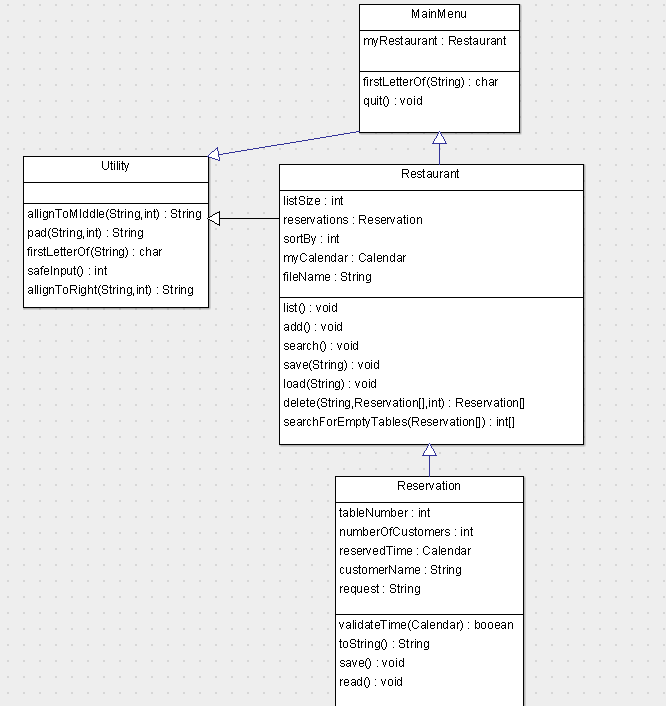 MainMenu
myRestaurant : Restaurant
firstLetterOf(String) : char
quit() : void
Utility
allignToMIddle(String,int) : String
pad(String,int) : String
firstLetterOf(String) : char
safeInput() : int
allignToRight(String,int) : String
Restaurant
listSize : int
reservations : Reservation
sortBy : int
myCalendar : Calendar
fileName : String
list() : void
add() : void
search() : void
save(String) : void
load(String) : void
delete(String,Reservation[],int) : Reservation[]
searchForEmptyTables(Reservation[]) : int[]
Reservation
tableNumber : int
numberOfCustomers : int
reservedTime : Calendar
customerName : String
request : String
validateTime(Calendar) : booean
toString() : String
save() : void
read() : void